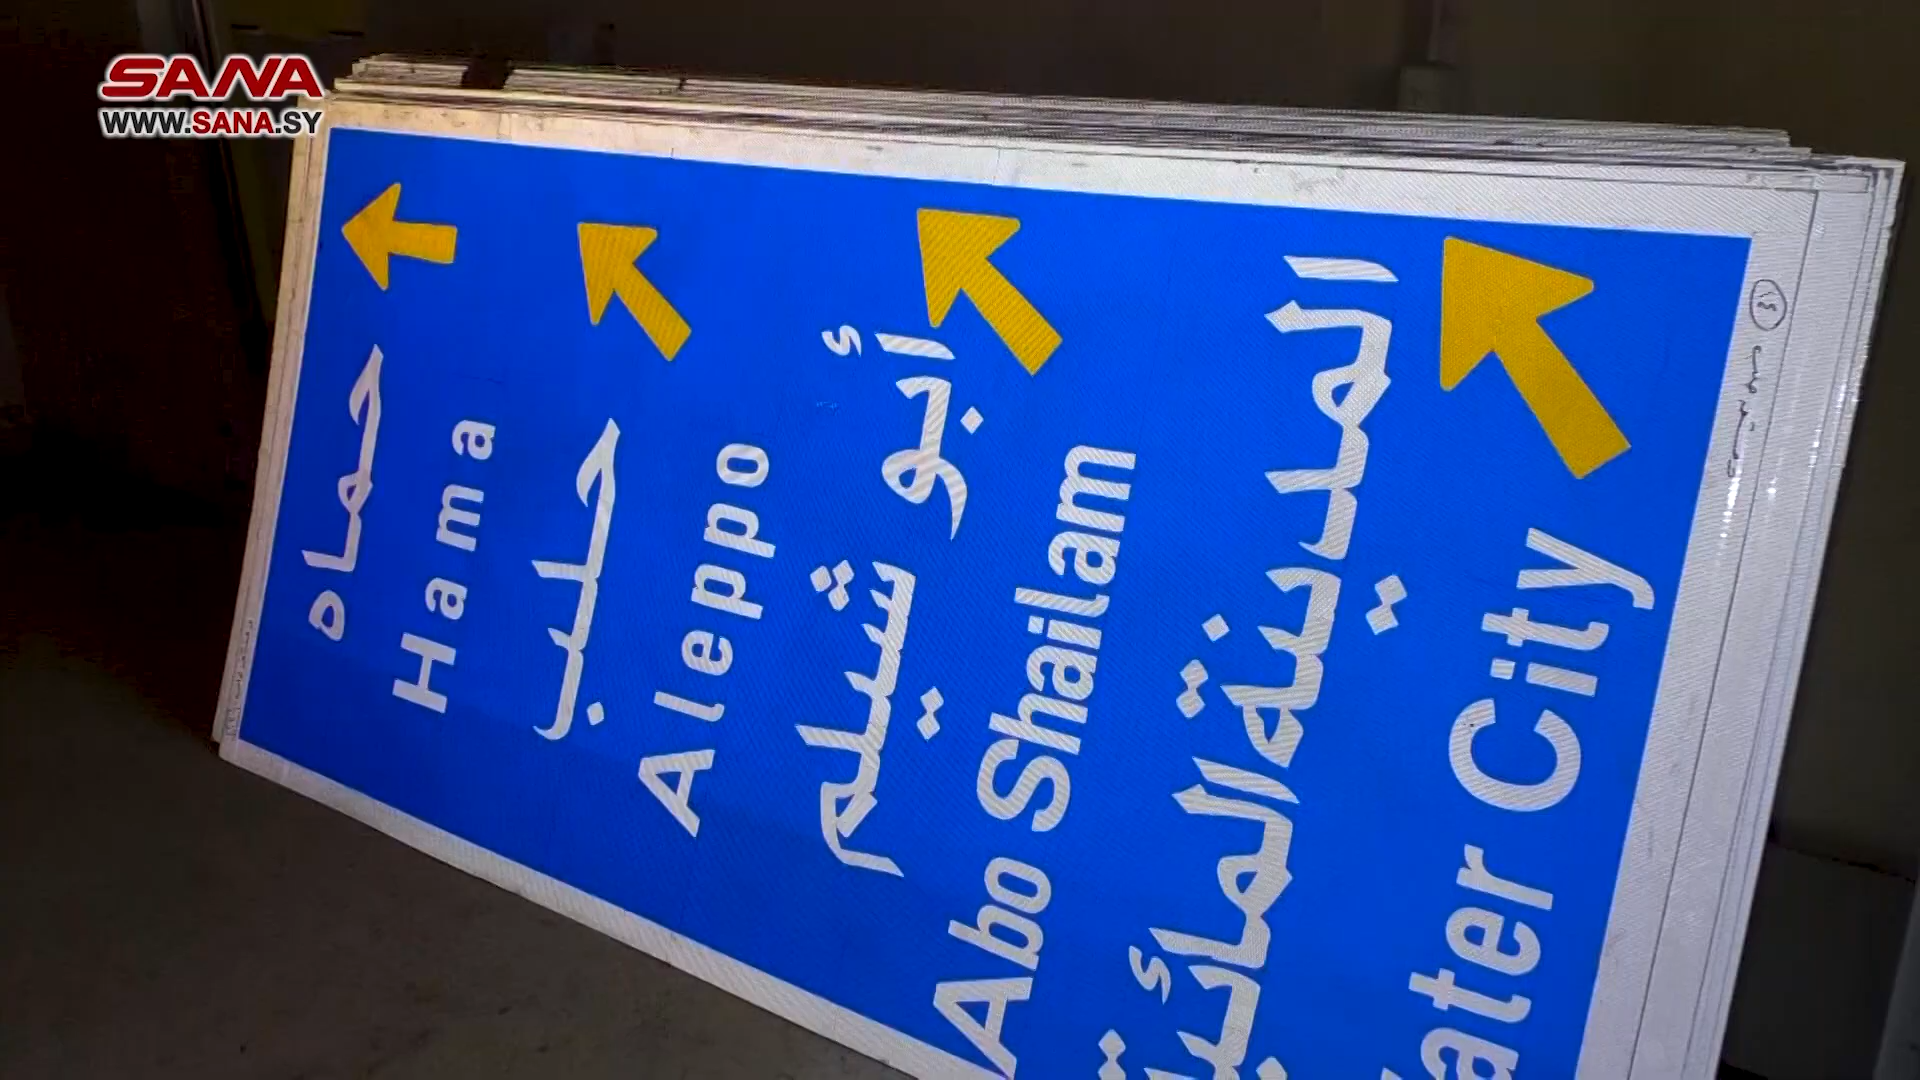 SANA
WWW.SANA.SY
حماه
Hama
حلب
Aleppo
أبو شيلم
Abo Shailam
المدينة المائية
ater City